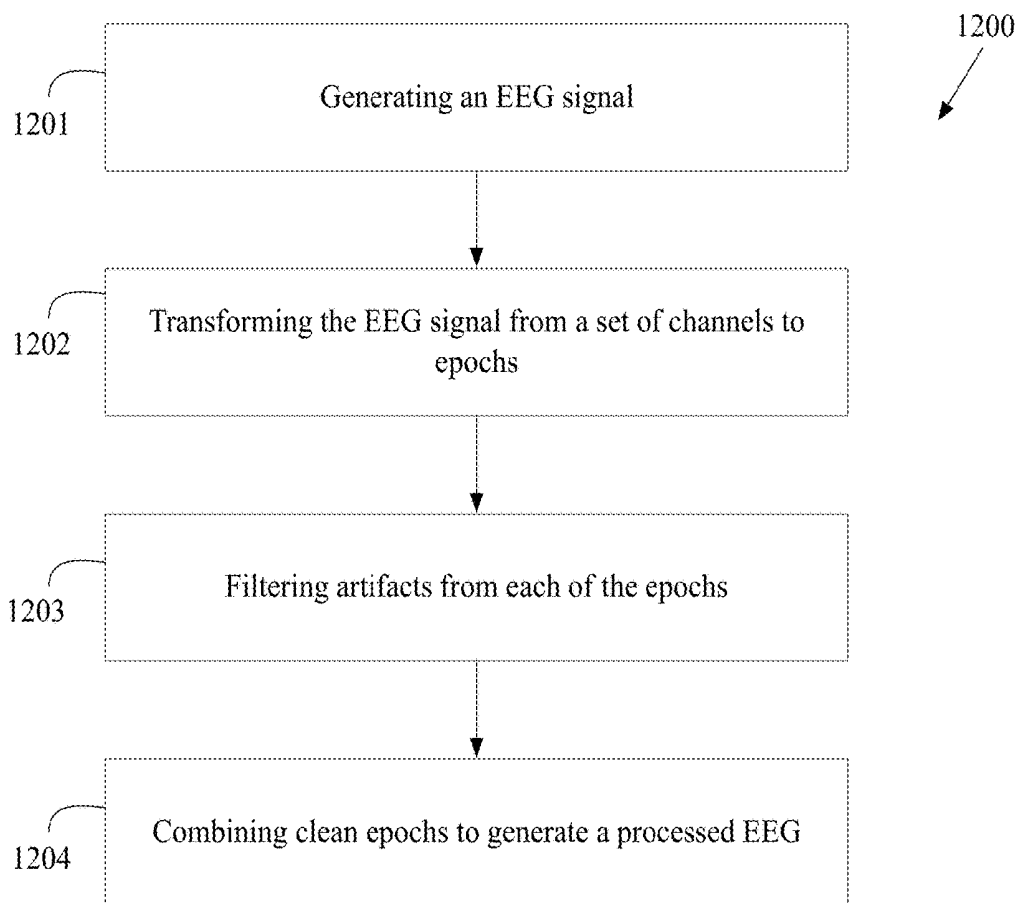 1200
Generating an EEG signal
1201
Transforming the EEG signal from a set of channels to
epochs
1202
Filtering artifacts from each of the epochs
1203
Combining clean epochs to generate a processed EEG
1204